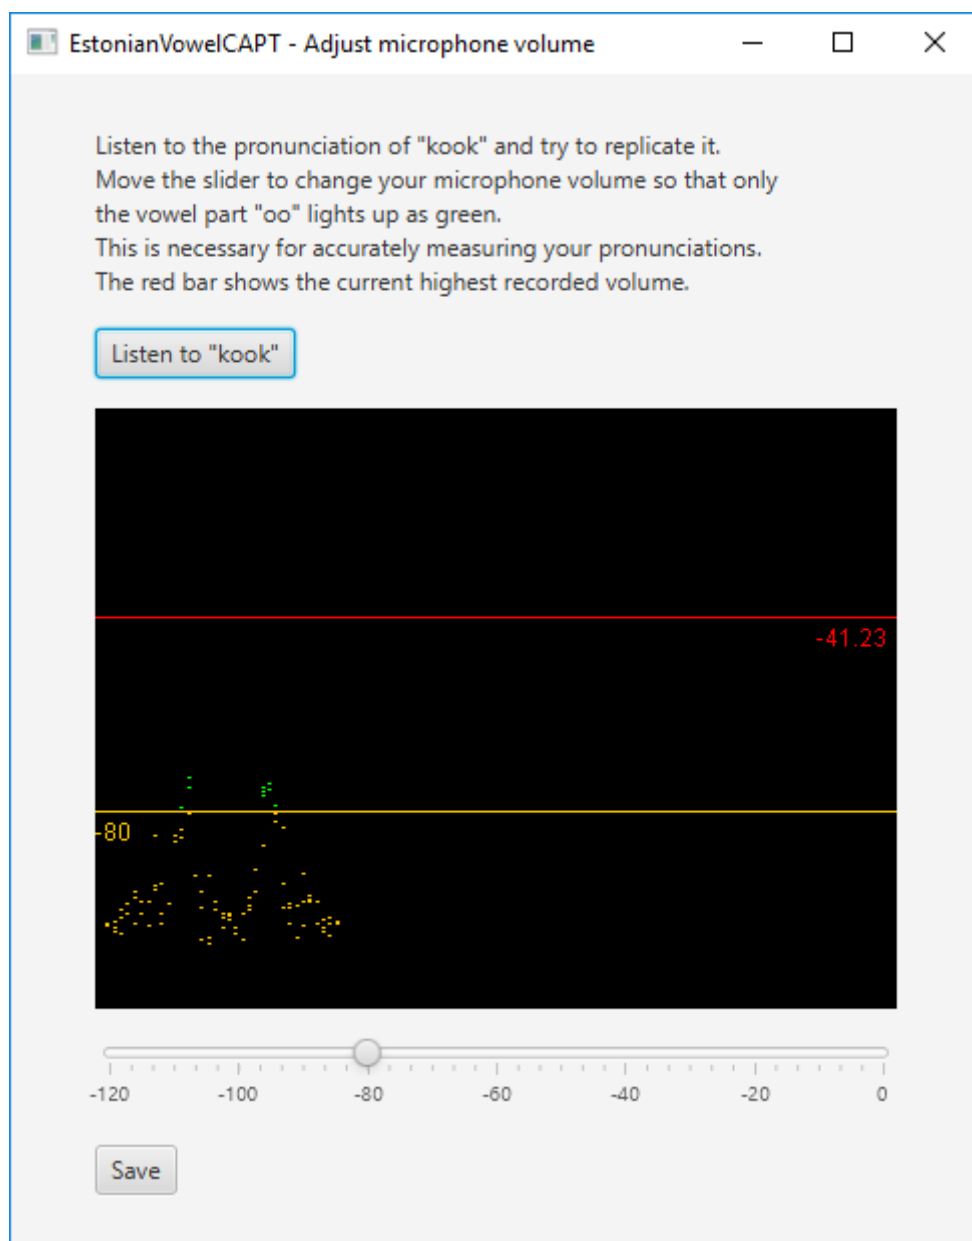 EstonianVowelCAPT - Adjust microphone volume
Listen to the pronunciation of "kook" and try to replicate it.
Move the slider to change your microphone volume so that only
the vowel part "oo" lights up as green.
This is necessary for accurately measuring your pronunciations.
The red bar shows the current highest recorded volume.
Listen to "kook"
-41.23
-80
-120 -100 -80 -60 -40 -20 0
Save